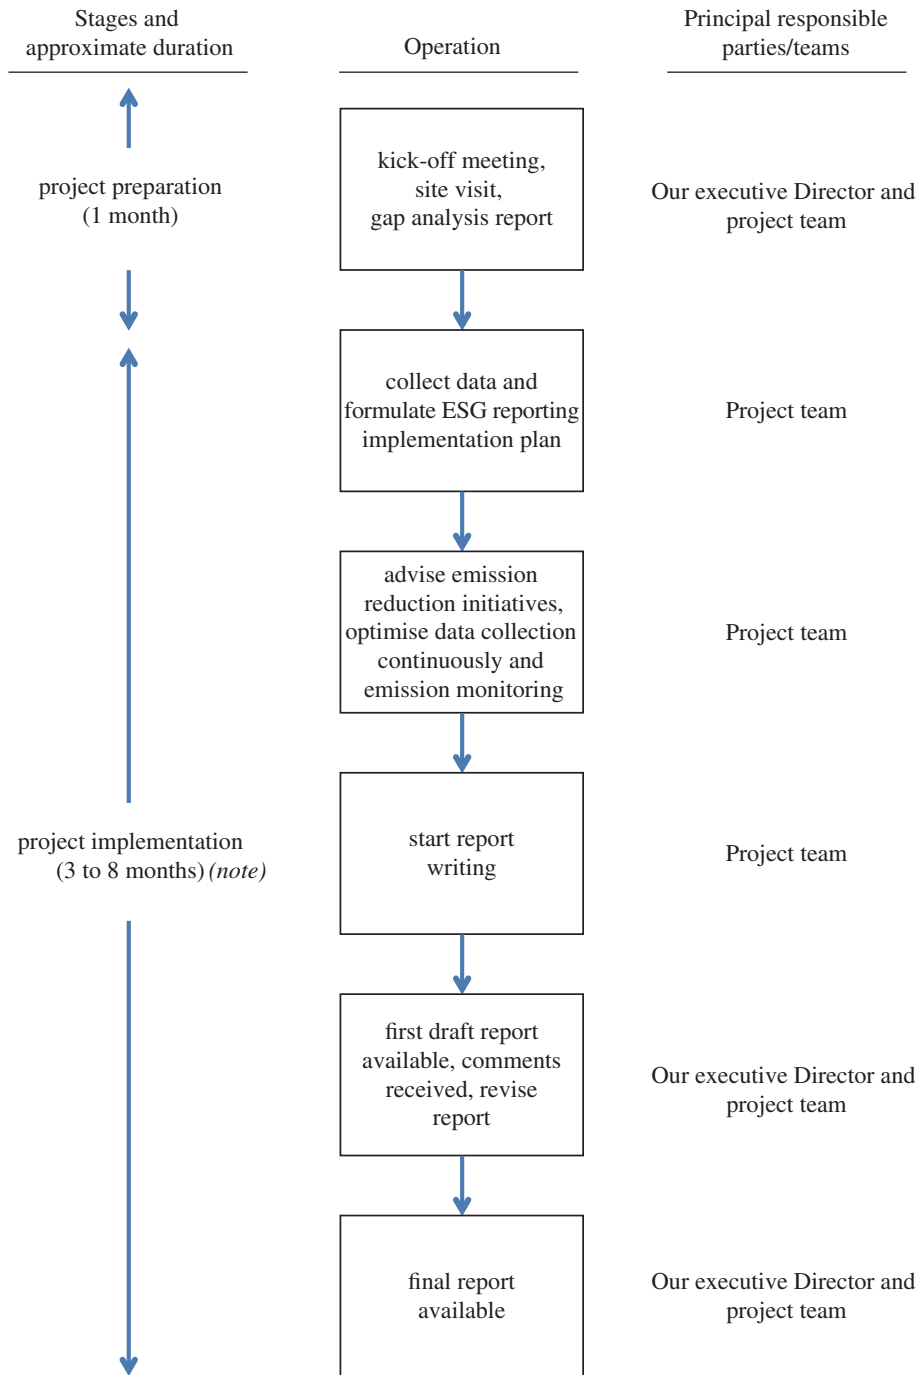 Stages and
approximate duration
Operation
Principal responsible
parties/teams
project preparation
(1 month)
kick-off meeting,
site visit,
gap analysis report
Our executive Director and
project team
collect data and
formulate ESG reporting
implementation plan
Project team
advise emission
reduction initiatives,
optimise data collection
continuously and
emission monitoring
Project team
project implementation
(3 to 8 months) (note)
start report
writing
Project team
first draft report
available, comments
received, revise
report
Our executive Director and
project team
final report
available
Our executive Director and
project team